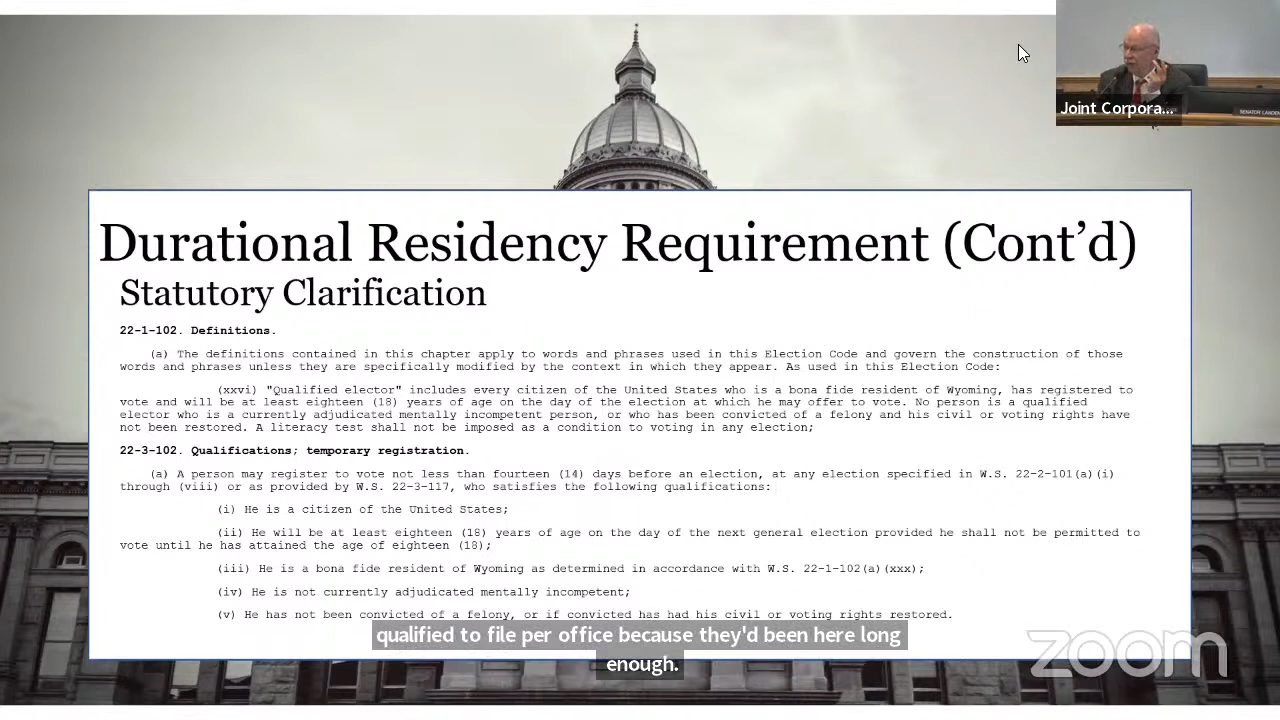 Joint Corpora...
Durational Residency Requirement (Cont’d)
Statutory Clarification
22-1-102. Definitions.
(a) The definitions contained in this chapter apply to words and phrases used in this Election Code and govern the construction of those
words and phrases unless they are specifically modified by the context in which they appear. As used in this Election Code:
(xxvi) "Qualified elector" includes every citizen of the United States who is a bona fide resident of Wyoming, has registered to
vote and will be at least eighteen (18) years of age on the day of the election at which he may offer to vote. No person is a qualified
elector who is a currently adjudicated mentally incompetent person, or who has been convicted of a felony and his civil or voting rights have
not been restored. A literacy test shall not be imposed as a condition to voting in any election;
22-3-102. Qualifications; temporary registration.
(a) A person may register to vote not less than fourteen (14) days before an election, at any election specified in W.S. 22-2-101(a)(i)
through (viii) or as provided by W.S. 22-3-117, who satisfies the following qualifications:
(i) He is a citizen of the United States;
(ii) He will be at least eighteen (18) years of age on the day of the next general election provided he shall not be permitted to
vote until he has attained the age of eighteen (18);
(iii) He is a bona fide resident of Wyoming as determined in accordance with W.S. 22-1-102(a)(xxx);
(iv) He is not currently adjudicated mentally incompetent;
(v) He has not been convicted of a felony, or if convicted has had his civil or voting rights restored.
qualified to file per office because they'd been here long
enough.
zoom